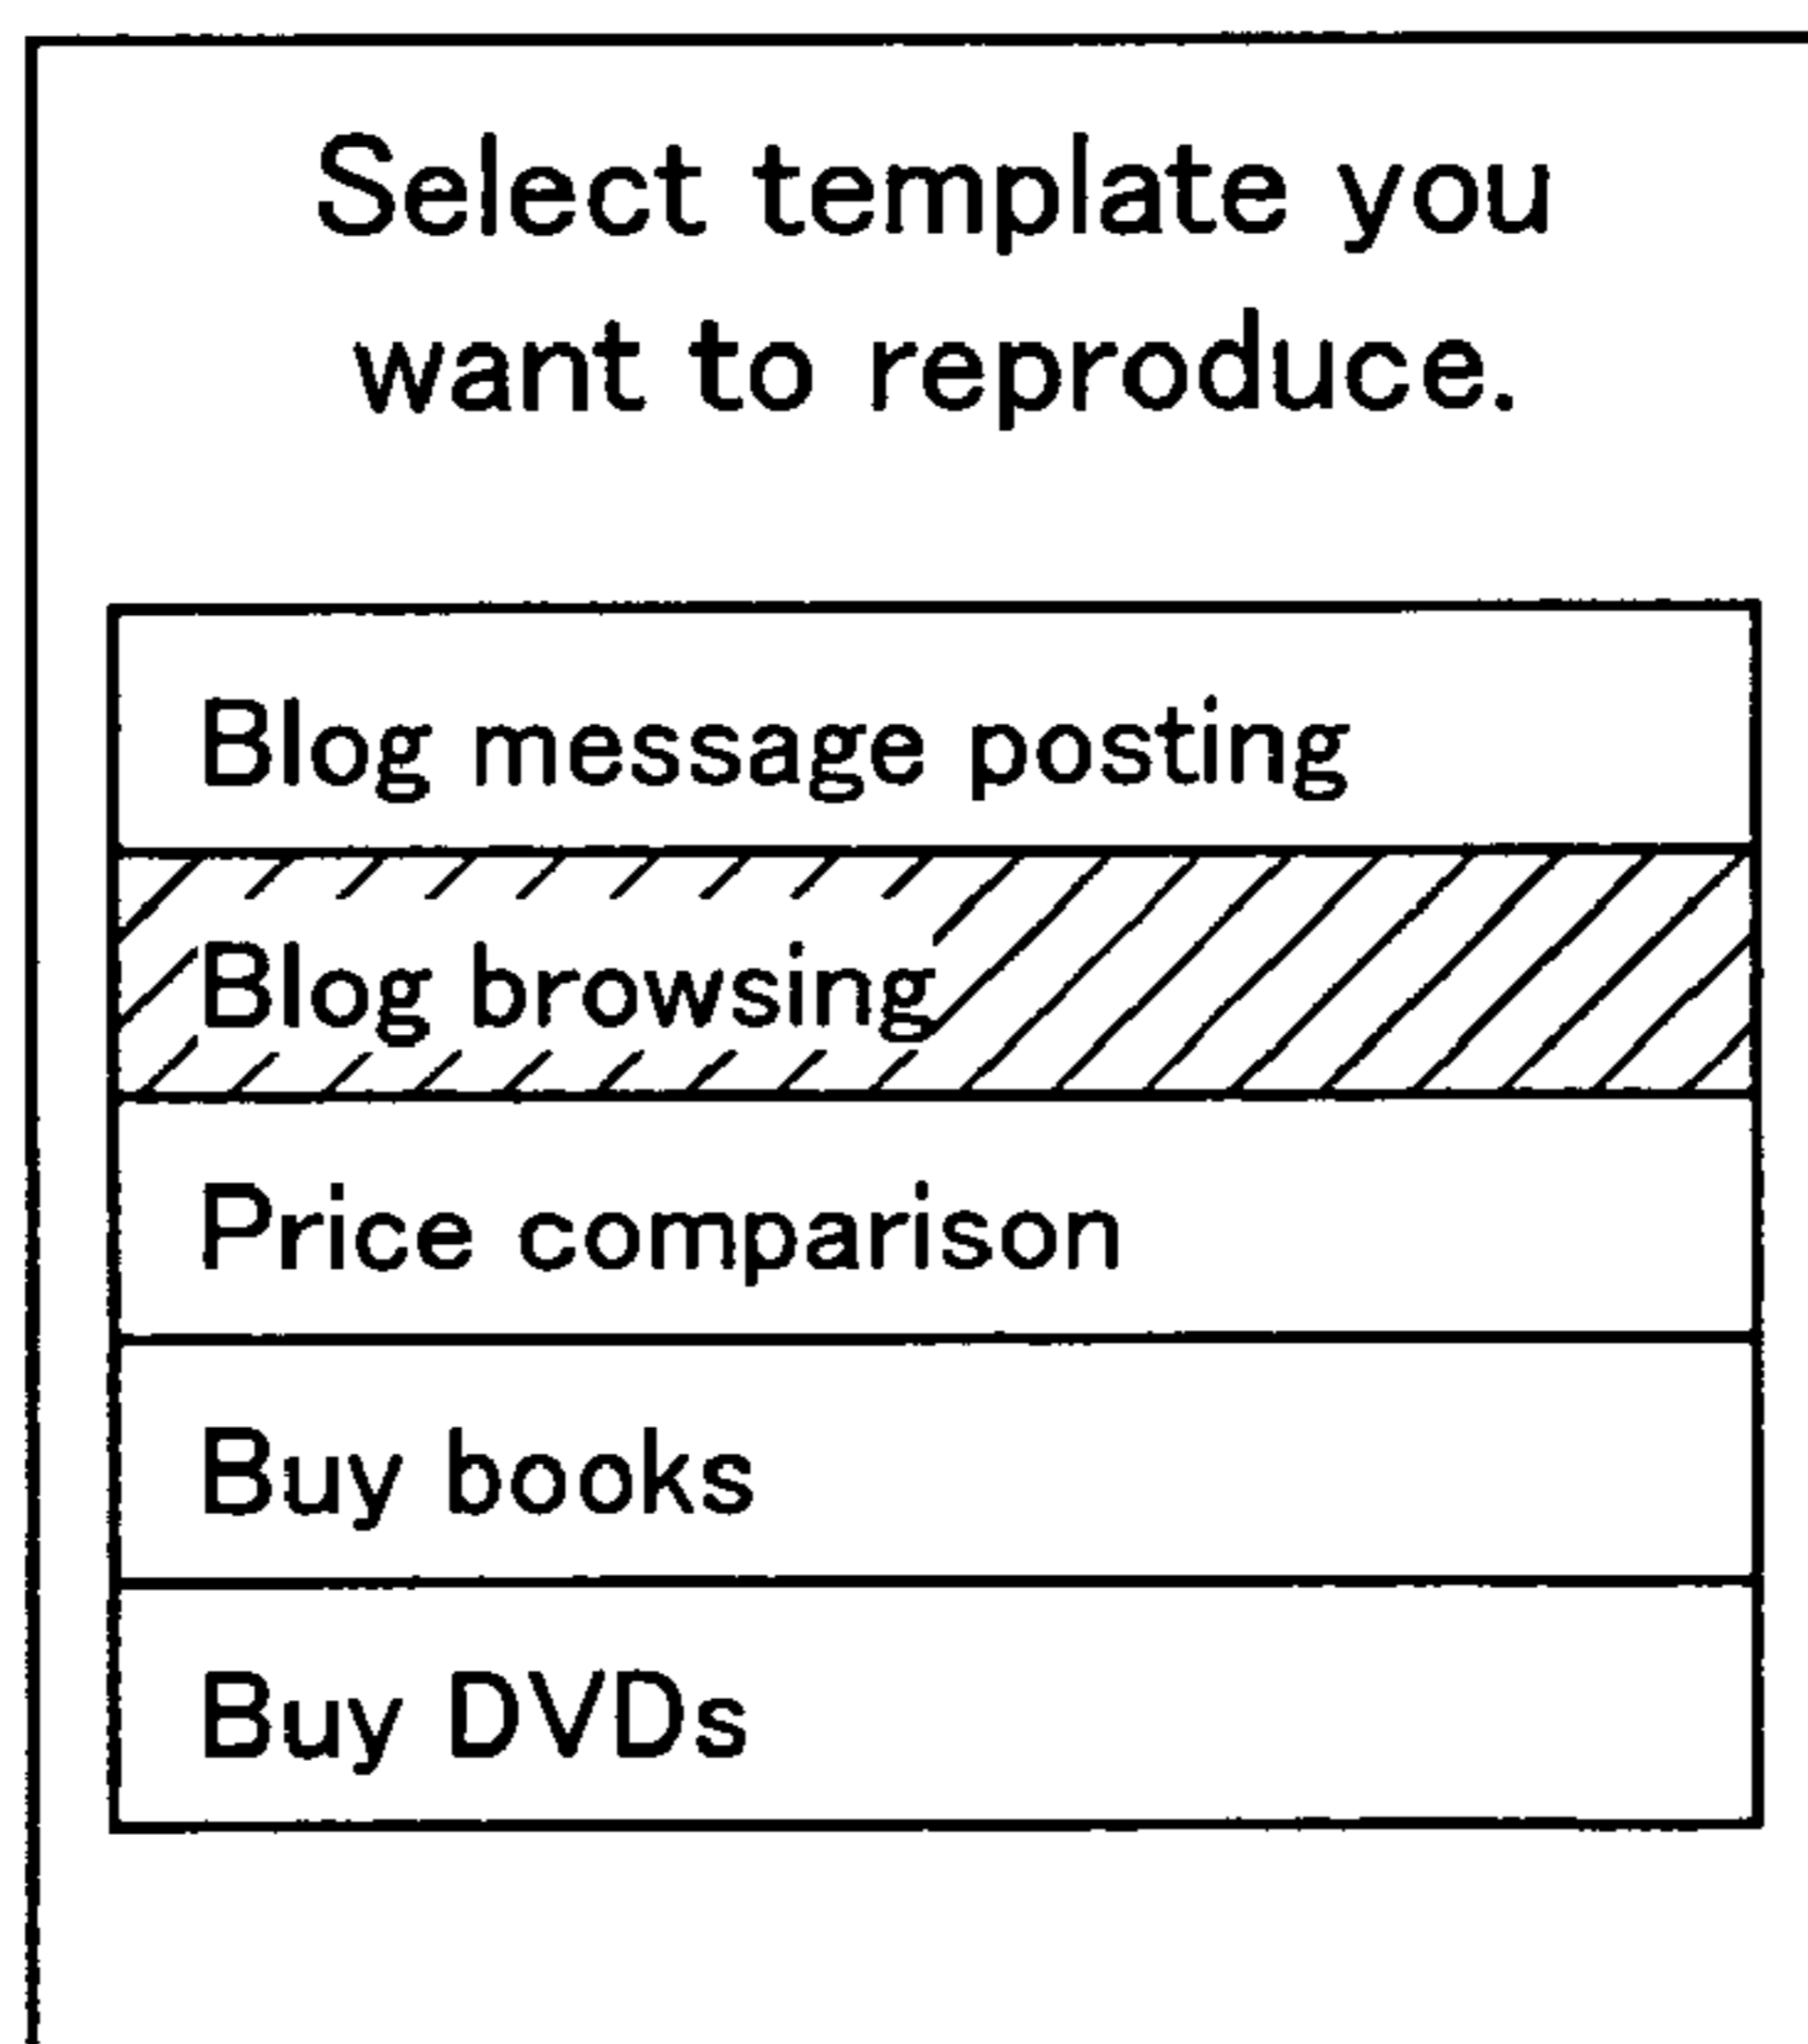 Select template you
want to reproduce.
Blog message posting
Blog browsing
Price comparison
Buy books
Buy DVDs